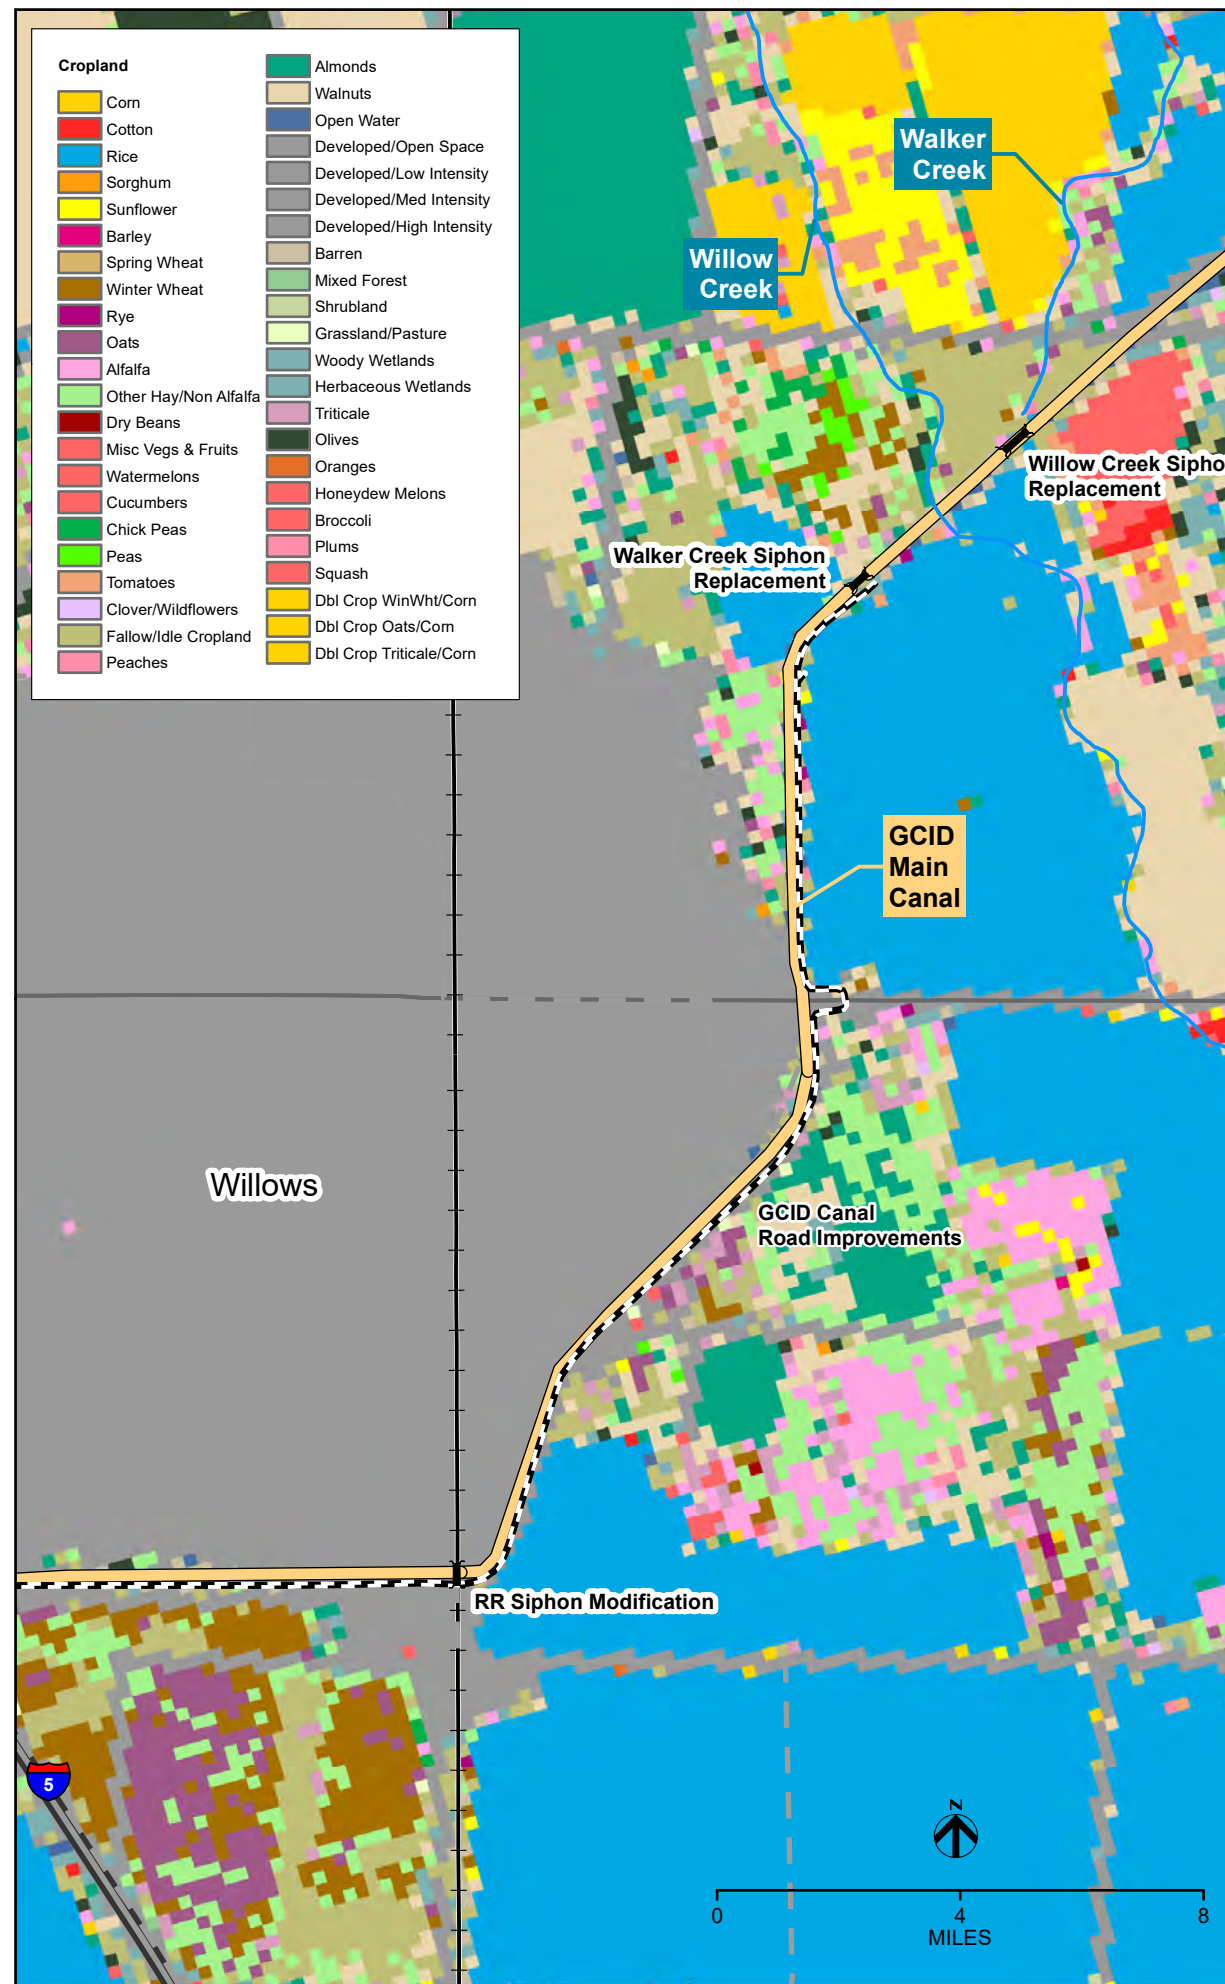 Cropland
Corn
Cotton
Rice
Sorghum
Sunflower
Barley
Spring Wheat
Winter Wheat
Rye
Oats
Alfalfa
Other Hay/Non Alfalfa
Dry Beans
Misc Vegs & Fruits
Watermelons
Cucumbers
Chick Peas
Peas
Tomatoes
Clover/Wildflowers
Fallow/Idle Cropland
Peaches
Almonds
Walnuts
Open Water
Developed/Open Space
Developed/Low Intensity
Developed/Med Intensity
Developed/High Intensity
Barren
Mixed Forest
Shrubland
Grassland/Pasture
Woody Wetlands
Herbaceous Wetlands
Triticale
Olives
Oranges
Honeydew Melons
Broccoli
Plums
Squash
Dbl Crop WinWht/Corn
Dbl Crop Oats/Corn
Dbl Crop Triticale/Corn
Walker
Creek
Willow
Creek
Willow Creek Sipho
Replacement
Walker Creek Siphon
Replacement
GCID
Main
Canal
Willows
GCID Canal
Road Improvements
RR Siphon Modification
5
N
0 4 8
MILES